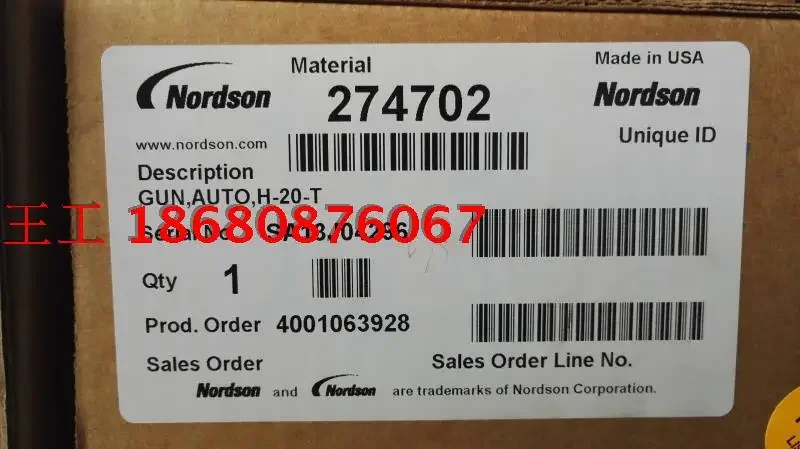 Nordson
Material
274702
Made in USA
Nordson
Unique ID
www.nordson.com
Description
GUN,AUTO,H-20-T
王工 18680876067
Serial No.
Qty 1
Prod. Order 4001063928
Sales Order
Sales Order Line No.
Nordson and Nordson are trademarks of Nordson Corporation.